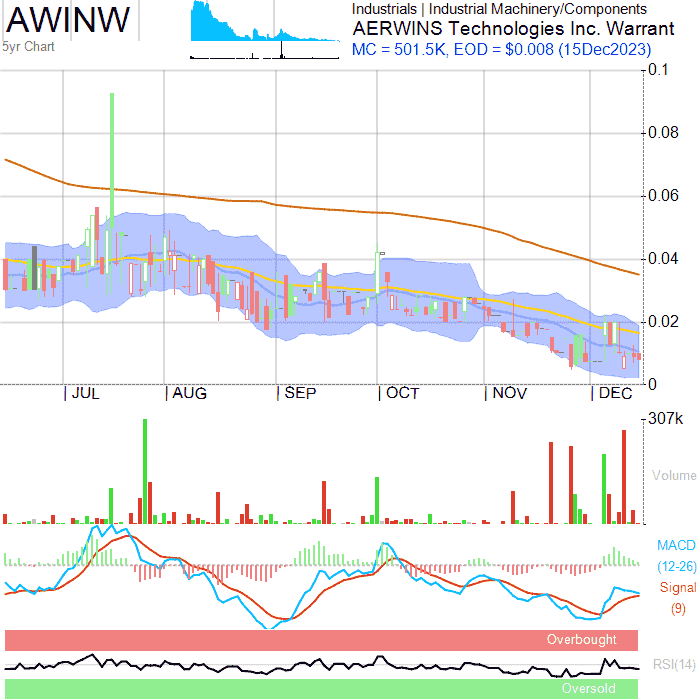 AWINW
5yr Chart
Industrials | Industrial Machinery/Components
AERWINS Technologies Inc. Warrant
MC = 501.5K, EOD = $0.008 (15Dec2023)
0.1
0.08
0.06
0.04
0.02
0
JUL AUG SEP OCT NOV DEC
307k
Volume
MACD
(12-26)
Signal
(9)
Overbought
RSI(14)
Oversold